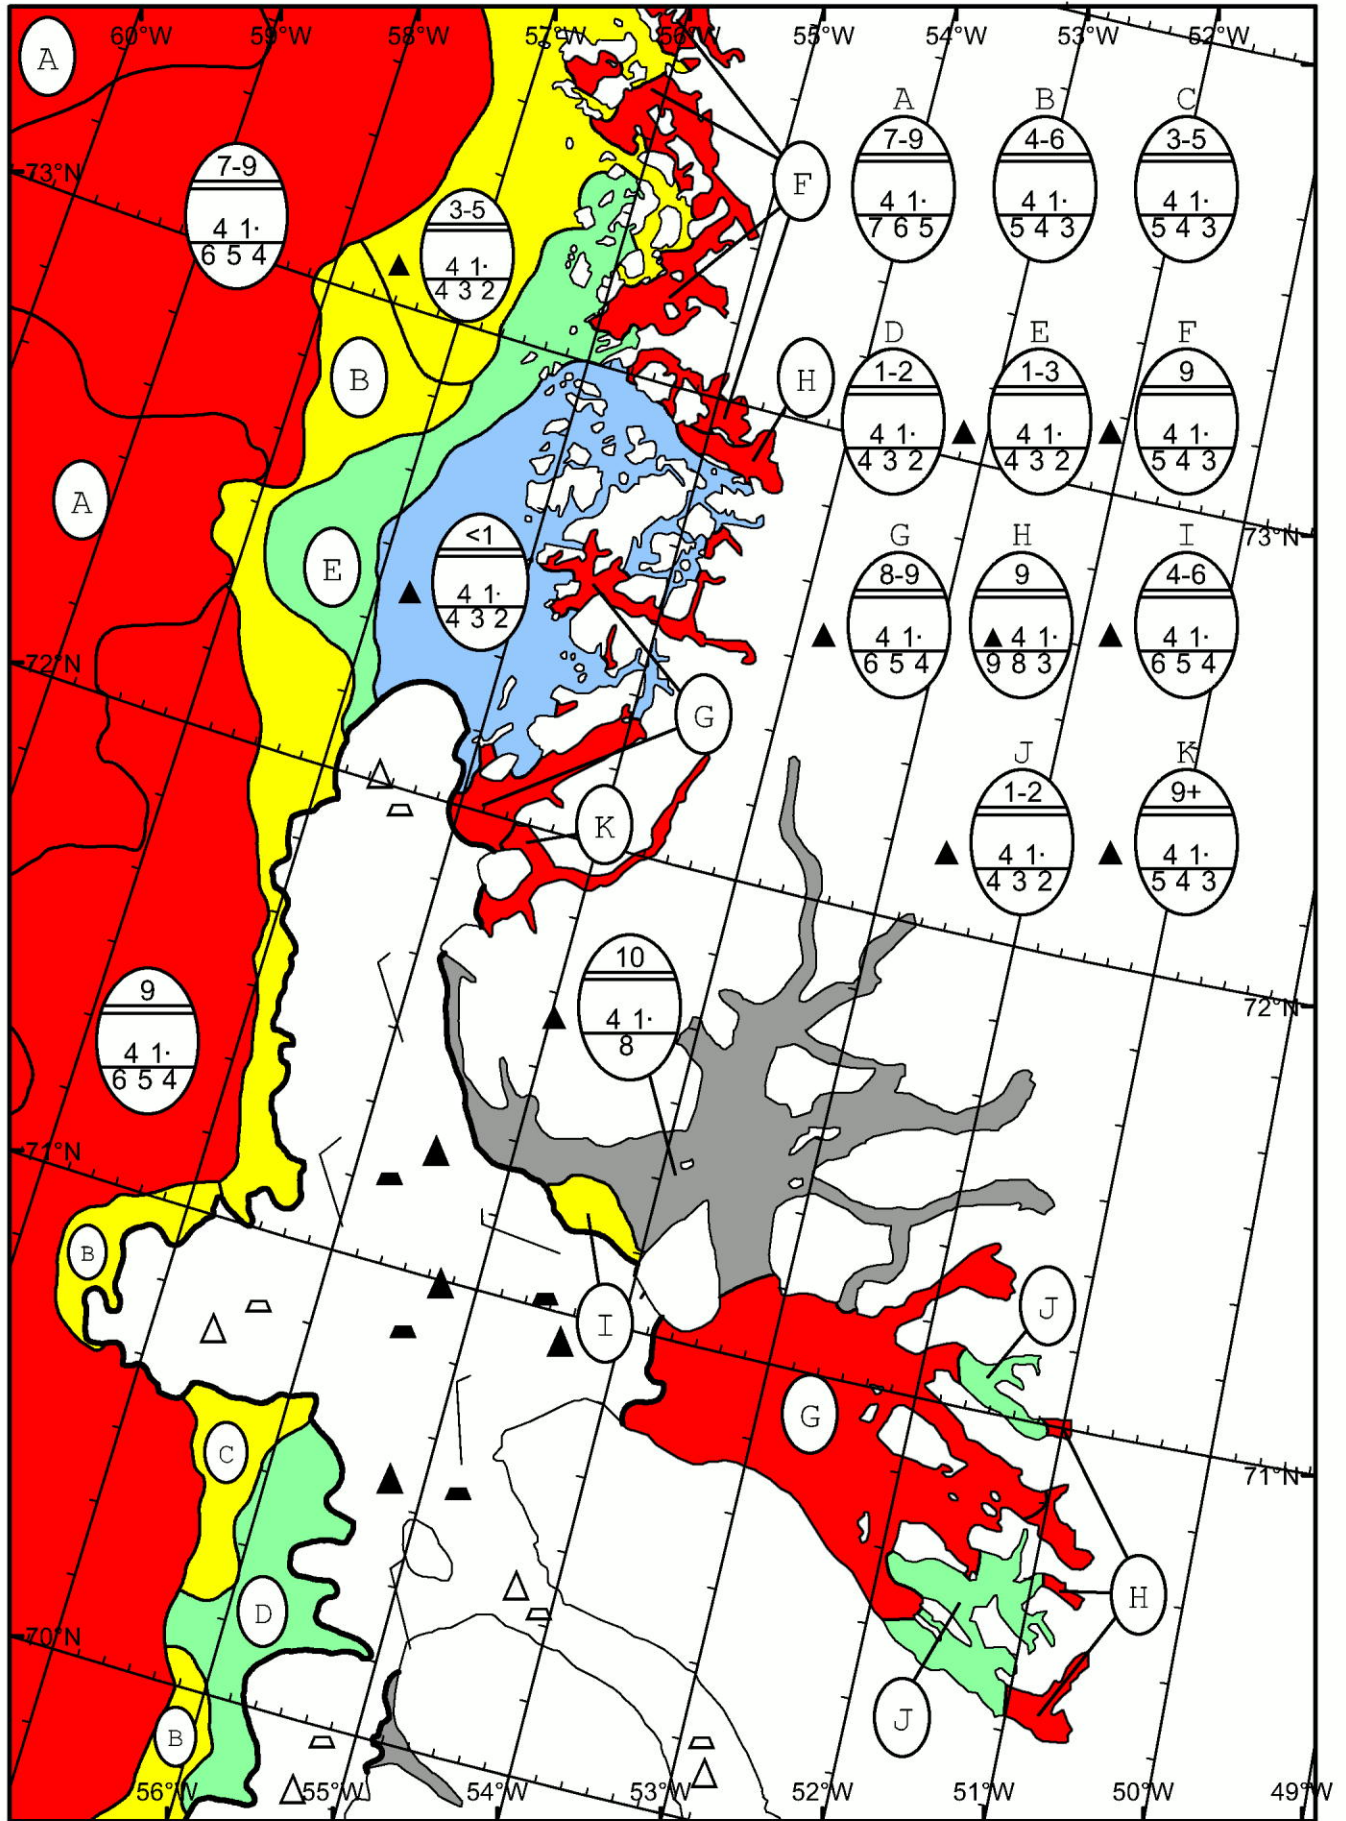 60°W 59°W 58°W 57°W 56°W 55°W 54°W 53°W 52°W
A
A B C
7-9 4-6 3-5
4 1· 4 1· 4 1·
7 6 5 5 4 3 5 4 3
73°N
7-9
4 1·
6 5 4
F
3-5
4 1·
4 3 2
D E F
1-2 1-3 9
4 1· 4 1· 4 1·
4 3 2 4 3 2 5 4 3
B
H
A
73°N
G H I
8-9 9 4-6
4 1· 4 1· 4 1·
6 5 4 9 8 3 6 5 4
E
<1
4 1·
4 3 2
72°N
G
J K
1-2 9+
4 1· 4 1·
4 3 2 5 4 3
K
10
4 1·
8
9
4 1·
6 5 4
72°N
71°N
B
I
J
G
C
71°N
D
H
70°N
J
B
56°W 55°W 54°W 53°W 52°W 51°W 50°W 49°W